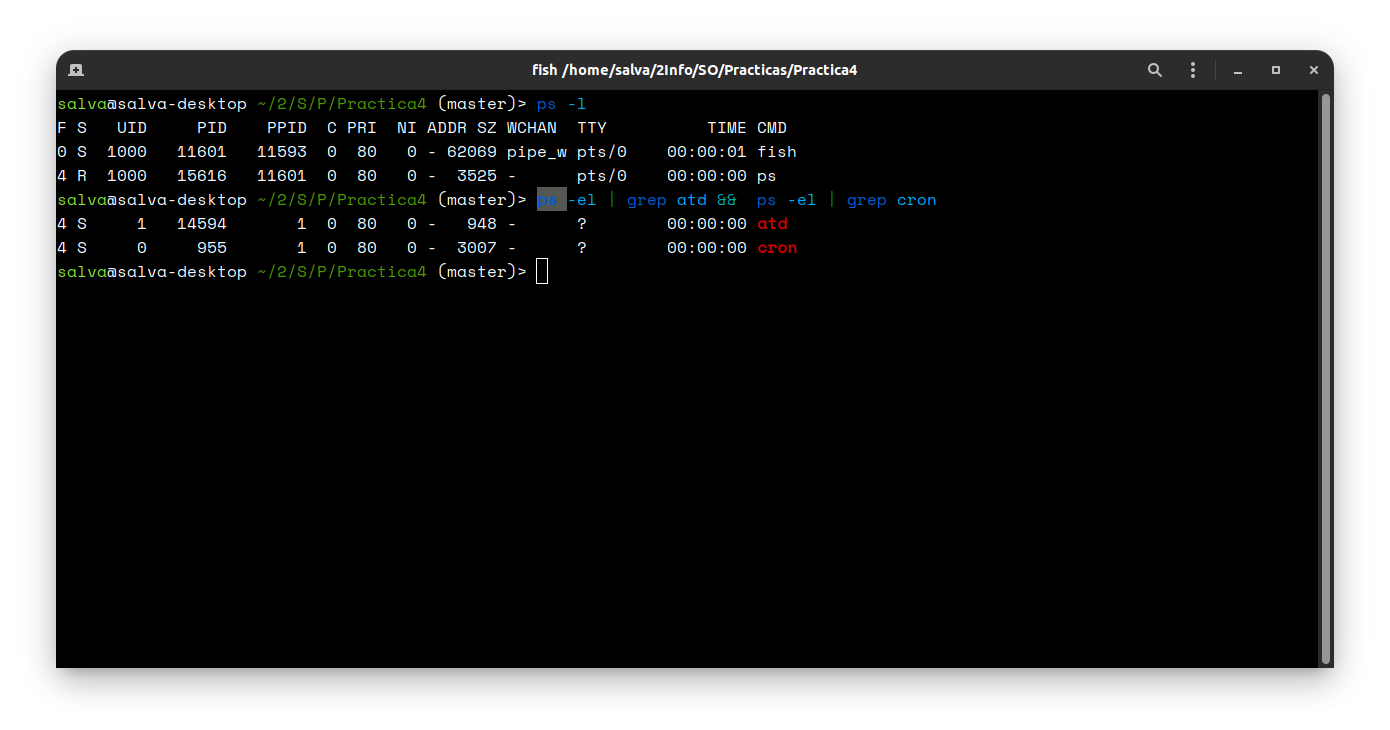 fish /home/salva/2Info/SO/Practicas/Practica4
salva@salva-desktop ~/2/S/P/Practica4 (master)> ps -l
F S   UID     PID    PPID  C PRI  NI ADDR SZ WCHAN  TTY          TIME CMD
0 S  1000   11601   11593  0  80   0 - 62069 pipe_w pts/0    00:00:01 fish
4 R  1000   15616   11601  0  80   0 -  3525 -      pts/0    00:00:00 ps
salva@salva-desktop ~/2/S/P/Practica4 (master)> ps -el | grep atd &&  ps -el | grep cron
4 S     1   14594       1  0  80   0 -   948 -      ?        00:00:00 atd
4 S     0     955       1  0  80   0 -  3007 -      ?        00:00:00 cron
salva@salva-desktop ~/2/S/P/Practica4 (master)>